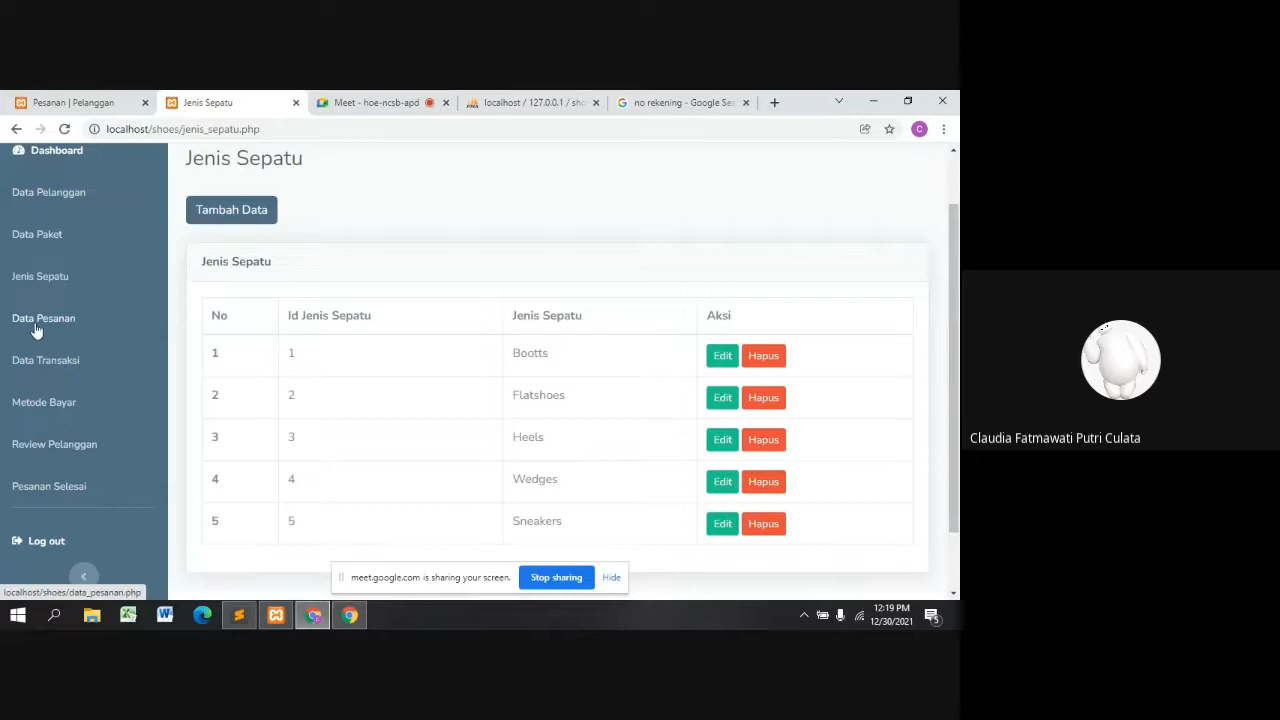 Pesanan | Pelanggan
Jenis Sepatu
Meet - hoe-ncsb-apd
localhost / 127.0.0.1 / sho
no rekening - Google Sea
localhost/shoes/jenis_sepatu.php
C
Dashboard
Data Pelanggan
Data Paket
Jenis Sepatu
Data Pesanan
Data Transaksi
Metode Bayar
Review Pelanggan
Pesanan Selesai
Log out
localhost/shoes/data_pesanan.php
Jenis Sepatu
Tambah Data
Jenis Sepatu
No Id Jenis Sepatu Jenis Sepatu Aksi
1 1 Bootts Edit Hapus
2 2 Flatshoes Edit Hapus
3 3 Heels Edit Hapus
4 4 Wedges Edit Hapus
5 5 Sneakers Edit Hapus
meet.google.com is sharing your screen. Stop sharing Hide
12:19 PM
12/30/2021
5
Claudia Fatmawati Putri Culata